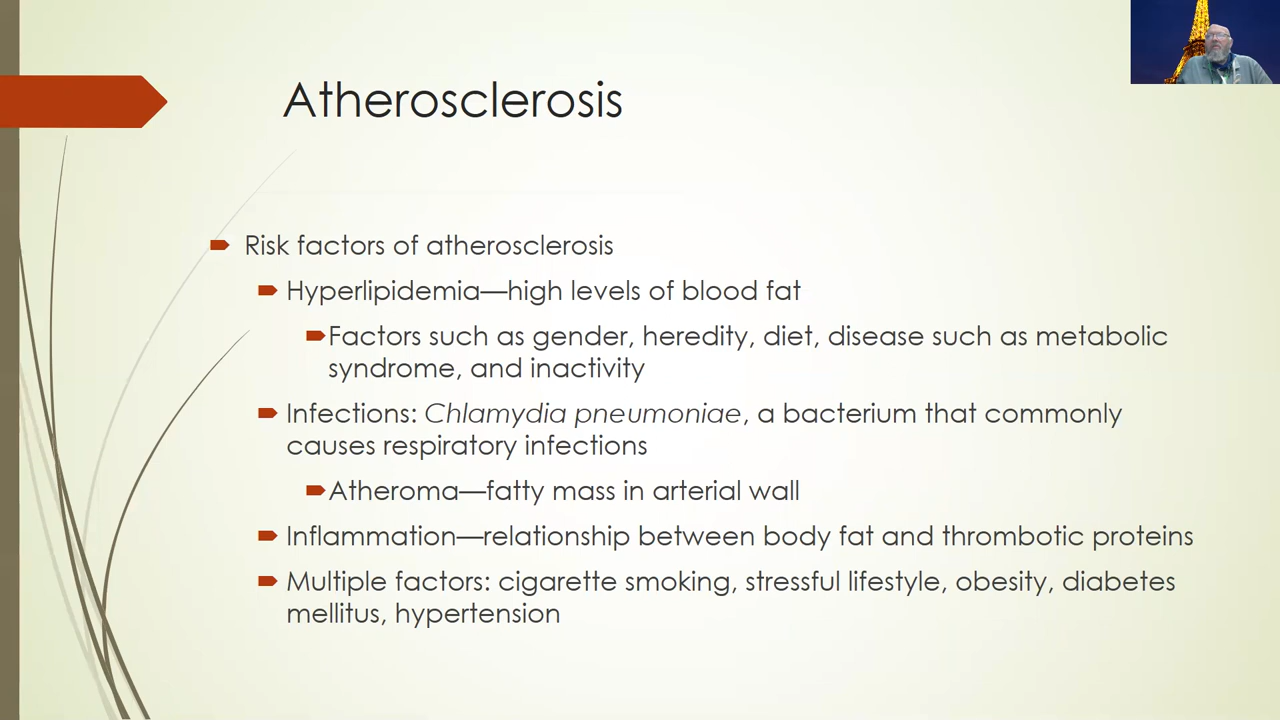 Atherosclerosis
Risk factors of atherosclerosis
Hyperlipidemia—high levels of blood fat
Factors such as gender, heredity, diet, disease such as metabolic
syndrome, and inactivity
Infections: Chlamydia pneumoniae, a bacterium that commonly
causes respiratory infections
Atheroma—fatty mass in arterial wall
Inflammation—relationship between body fat and thrombotic proteins
Multiple factors: cigarette smoking, stressful lifestyle, obesity, diabetes
mellitus, hypertension